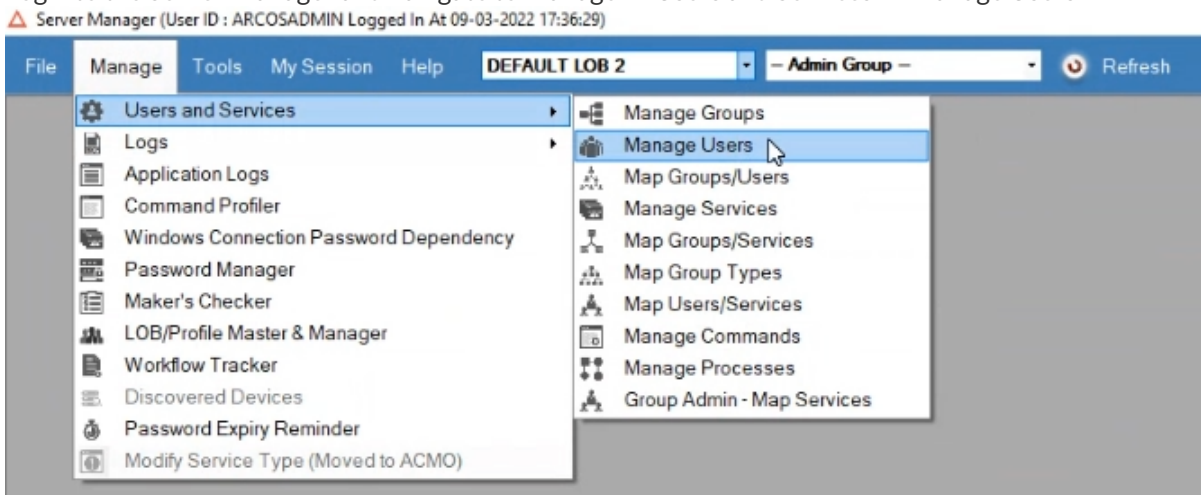 Server Manager (User ID : ARCOSADMIN Logged In At 09-03-2022 17:36:29)
File Manage Tools My Session Help DEFAULT LOB 2 – Admin Group – Refresh
Users and Services
Logs
Application Logs
Command Profiler
Windows Connection Password Dependency
Password Manager
Maker's Checker
LOB/Profile Master & Manager
Workflow Tracker
Discovered Devices
Password Expiry Reminder
Modify Service Type (Moved to ACMO)
Manage Groups
Manage Users
Map Groups/Users
Manage Services
Map Groups/Services
Map Group Types
Map Users/Services
Manage Commands
Manage Processes
Group Admin - Map Services